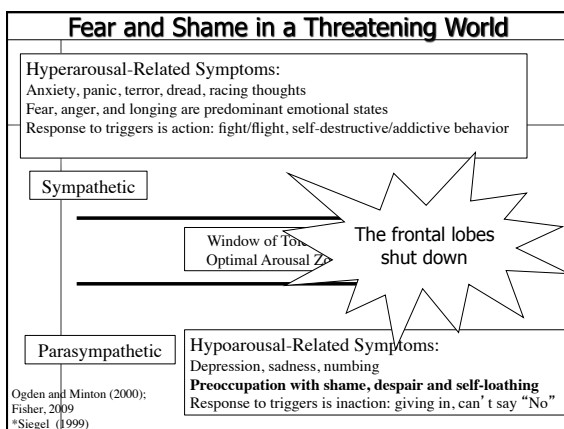 Fear and Shame in a Threatening World
Hyperarousal-Related Symptoms:
Anxiety, panic, terror, dread, racing thoughts
Fear, anger, and longing are predominant emotional states
Response to triggers is action: fight/flight, self-destructive/addictive behavior
Sympathetic
Window of
Optimal Arousal
The frontal lobes
shut down
Parasympathetic
Hypoarousal-Related Symptoms:
Depression, sadness, numbing
Preoccupation with shame, despair and self-loathing
Response to triggers is inaction: giving in, can’t say “No”
Ogden and Minton (2000);
Fisher, 2009
*Siegel (1999)